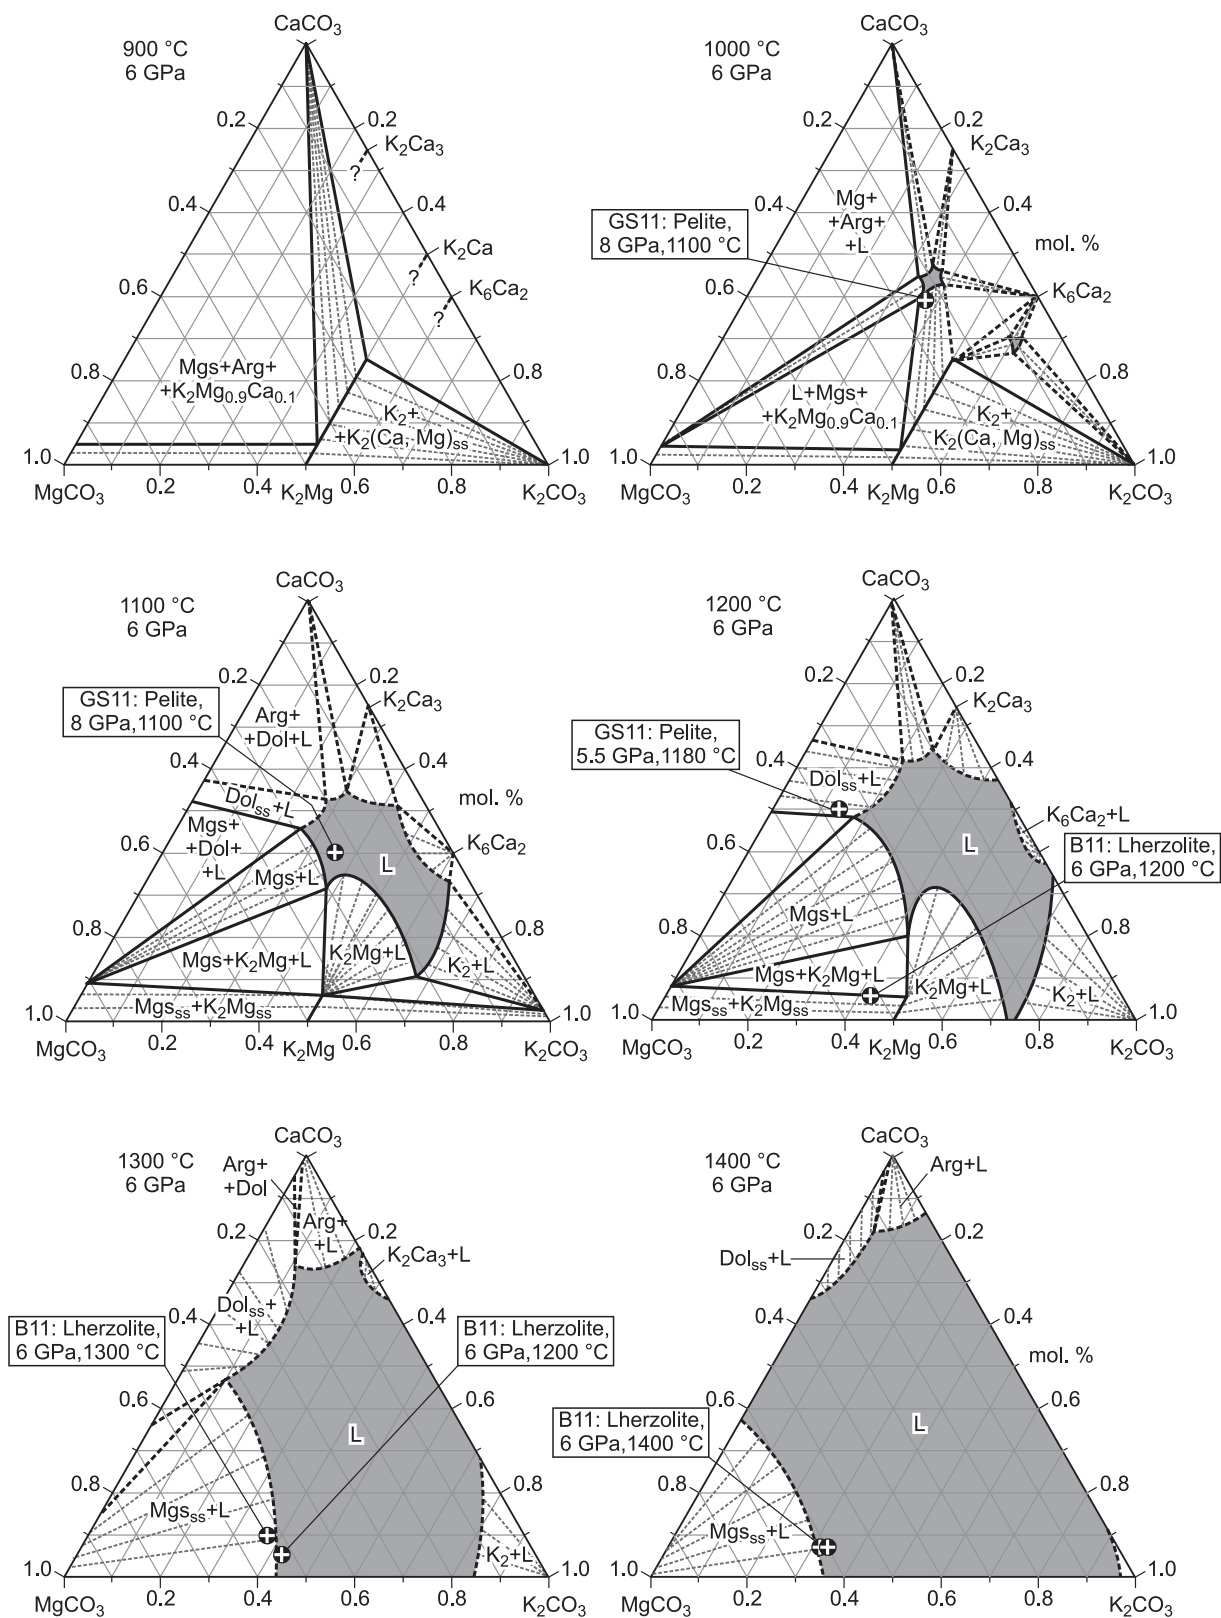 CaCO3
900 °C
6 GPa
0.2
0.2
K2Ca3
?
0.4
0.4
K2Ca
?
0.6
K6Ca2
?
Mgs+Arg+
+K2Mg0.9Ca0.1
0.8
0.8
K2+
+K2(Ca, Mg)ss
1.0
1.0
MgCO3
0.2
0.4
K2Mg
0.6
0.8
K2CO3
CaCO3
1000 °C
6 GPa
0.2
0.2
K2Ca3
Mg+
+Arg+
+L
0.4
0.4
GS11: Pelite,
8 GPa,1100 °C
mol. %
0.6
K6Ca2
L+Mgs+
+K2Mg0.9Ca0.1
0.8
0.8
K2+
K2(Ca, Mg)ss
1.0
1.0
MgCO3
0.2
0.4
K2Mg
0.6
0.8
K2CO3
CaCO3
1100 °C
6 GPa
0.2
0.2
K2Ca3
GS11: Pelite,
8 GPa,1100 °C
Arg+
+Dol+L
0.4
0.4
mol. %
Dolss+L
Mgs+
+Dol+
+L
0.6
K6Ca2
L
Mgs+L
0.8
0.8
Mgs+K2Mg+L
K2Mg+L
K2+L
Mgsss+K2Mgss
1.0
1.0
MgCO3
0.2
0.4
K2Mg
0.6
0.8
K2CO3
CaCO3
1200 °C
6 GPa
0.2
0.2
K2Ca3
GS11: Pelite,
5.5 GPa,1180 °C
0.4
0.4
Dolss+L
K6Ca2+L
0.6
L
B11: Lherzolite,
6 GPa,1200 °C
Mgs+L
0.8
0.8
Mgs+K2Mg+L
K2Mg+L
K2+L
Mgsss+K2Mgss
1.0
1.0
MgCO3
0.2
0.4
K2Mg
0.6
0.8
K2CO3
CaCO3
1300 °C
6 GPa
Arg+
+Dol
Arg+
+L
0.2
0.2
K2Ca3+L
Dolss+
+L
0.4
0.4
B11: Lherzolite,
6 GPa,1300 °C
B11: Lherzolite,
6 GPa,1200 °C
0.6
0.6
L
0.8
0.8
Mgsss+L
K2+L
1.0
1.0
MgCO3
0.2
0.4
0.6
0.8
K2CO3
CaCO3
1400 °C
6 GPa
Arg+L
0.2
0.2
Dolss+L
0.4
0.4
mol. %
0.6
0.6
B11: Lherzolite,
6 GPa,1400 °C
L
0.8
0.8
Mgsss+L
1.0
1.0
MgCO3
0.2
0.4
0.6
0.8
K2CO3